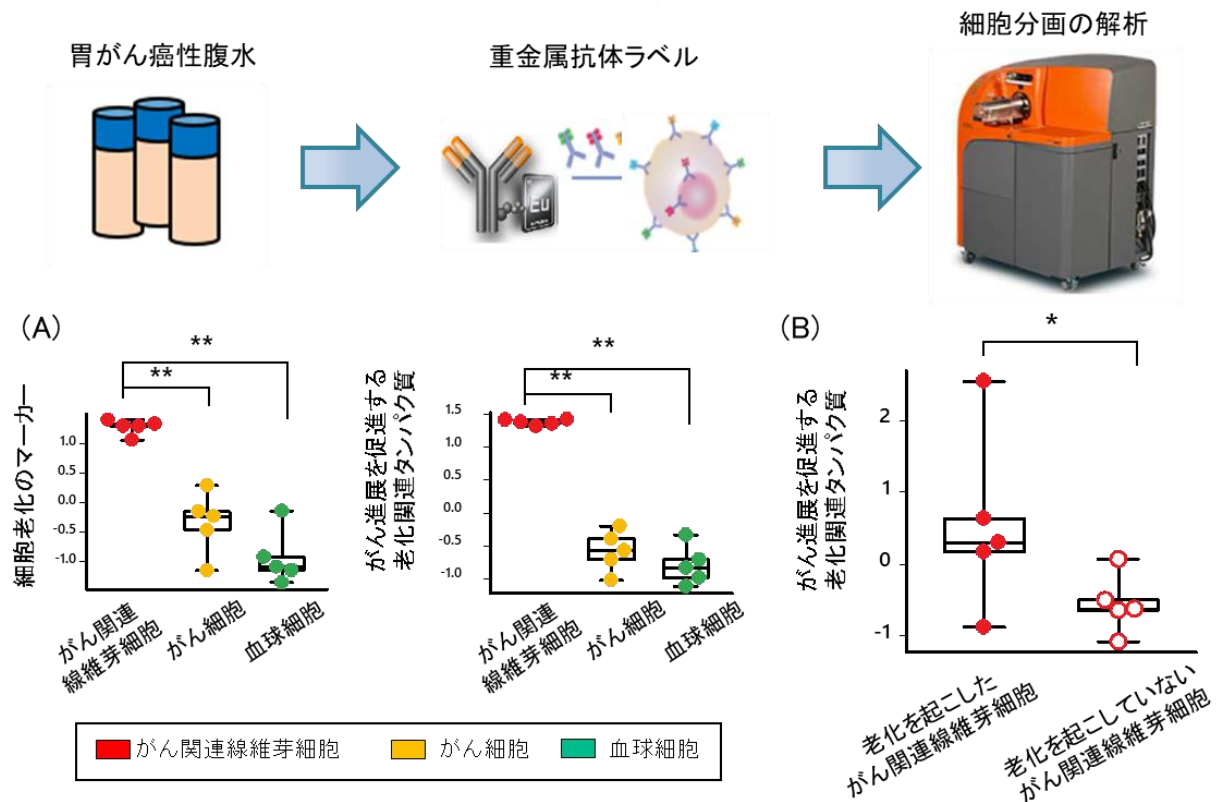 胃がん癌性腹水
重金属抗体ラベル
細胞分画の解析
Eu
(A)
**
**
細胞老化のマーカー
1.0
0.5
0.0
-0.5
-1.0
がん関連
線維芽細胞
がん細胞
血球細胞
**
**
がん進展を促進する
老化関連タンパク質
1.5
1.0
0.5
0.0
-0.5
-1.0
がん関連
線維芽細胞
がん細胞
血球細胞
(B)
*
がん進展を促進する
老化関連タンパク質
2
1
0
-1
老化を起こした
がん関連線維芽細胞
老化を起こしていない
がん関連線維芽細胞
がん関連線維芽細胞
がん細胞
血球細胞